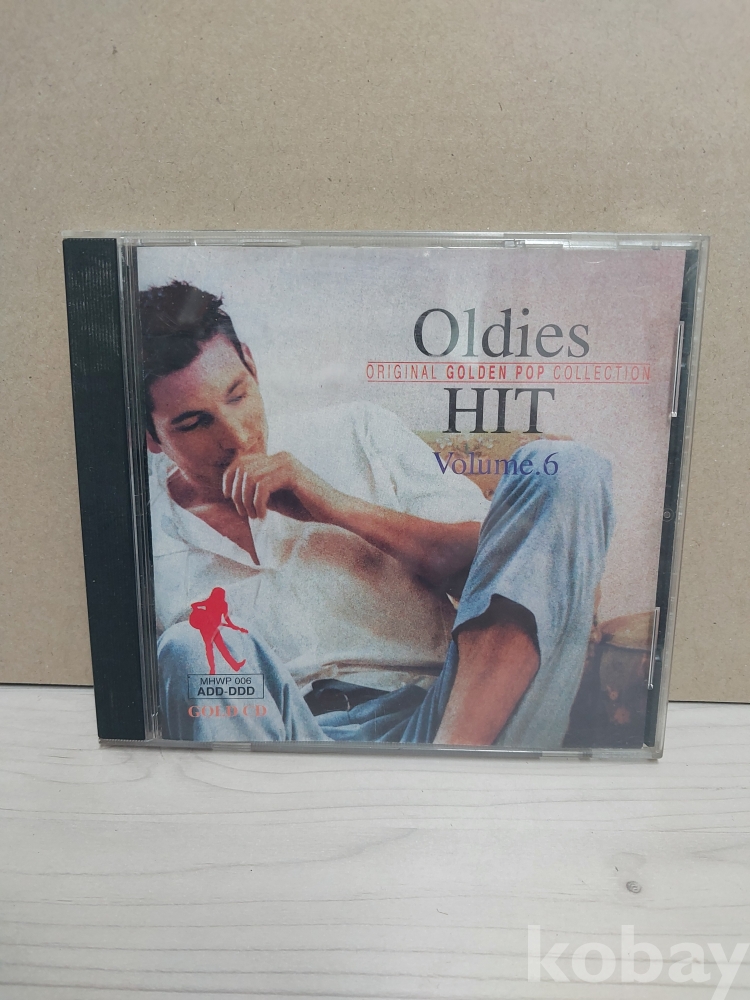 Oldies
ORIGINAL GOLDEN POP COLLECTION
HIT
Volume.6
MHWP 006
ADD-DDD
GOLD CD
kobay